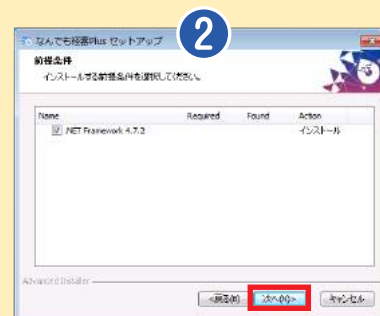 2
なんでも経審Plus セットアップ
前提条件
インストールする前提条件を選択してください。
Name Required Found Action
.NET Framework 4.7.2 インストール
Advanced Installer
<戻る(B) 次へ(N)> キャンセル